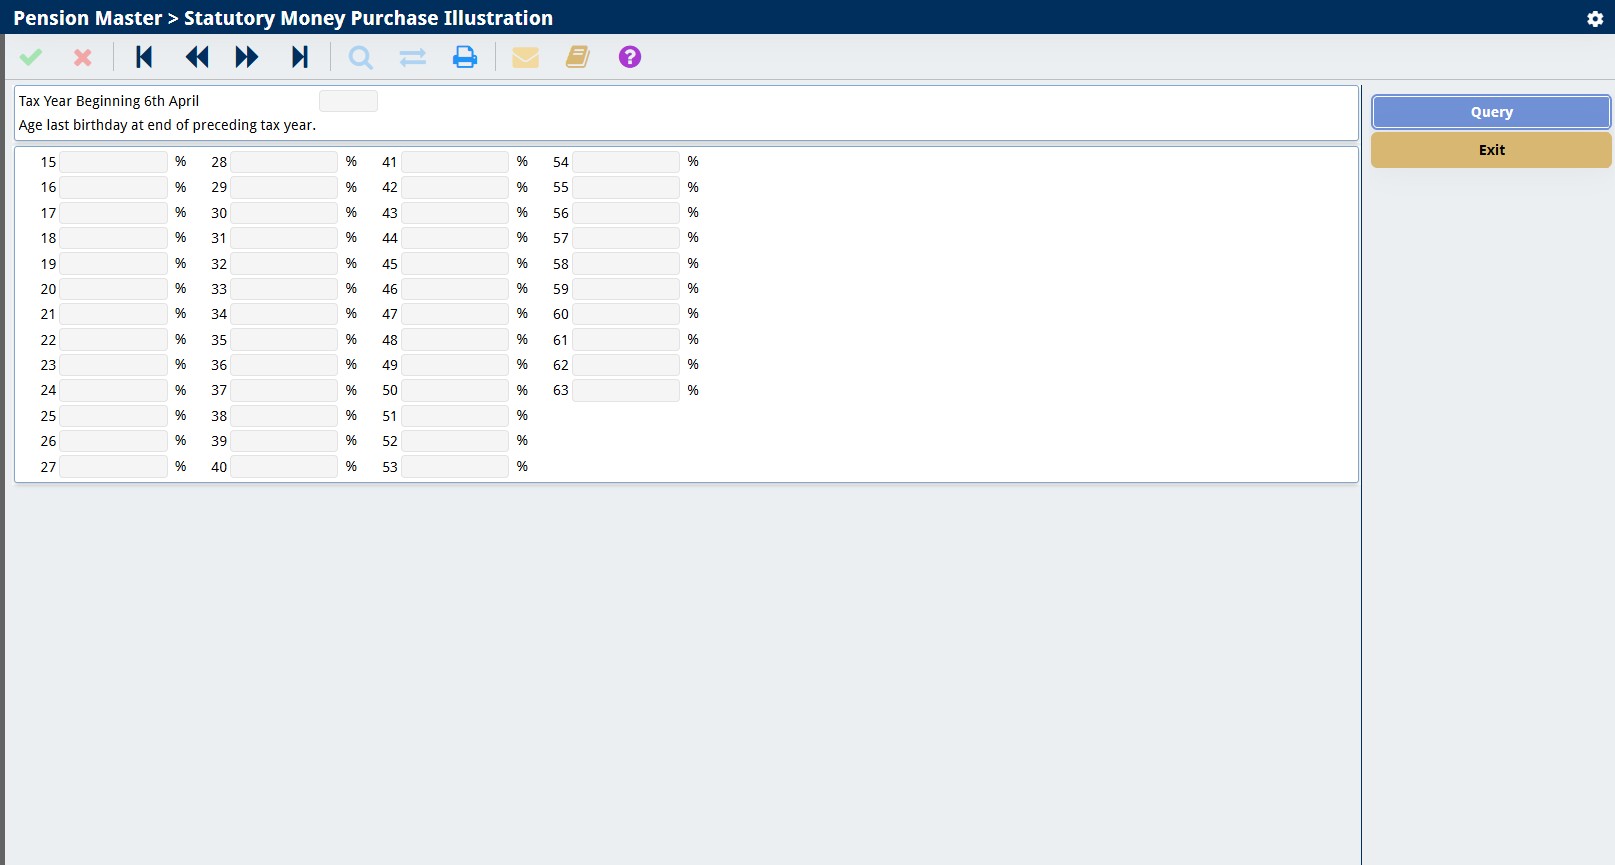 Pension Master > Statutory Money Purchase Illustration
?
Tax Year Beginning 6th April
Age last birthday at end of preceding tax year.
Query
Exit
15 % 28 % 41 % 54 %
16 % 29 % 42 % 55 %
17 % 30 % 43 % 56 %
18 % 31 % 44 % 57 %
19 % 32 % 45 % 58 %
20 % 33 % 46 % 59 %
21 % 34 % 47 % 60 %
22 % 35 % 48 % 61 %
23 % 36 % 49 % 62 %
24 % 37 % 50 % 63 %
25 % 38 % 51 %
26 % 39 % 52 %
27 % 40 % 53 %